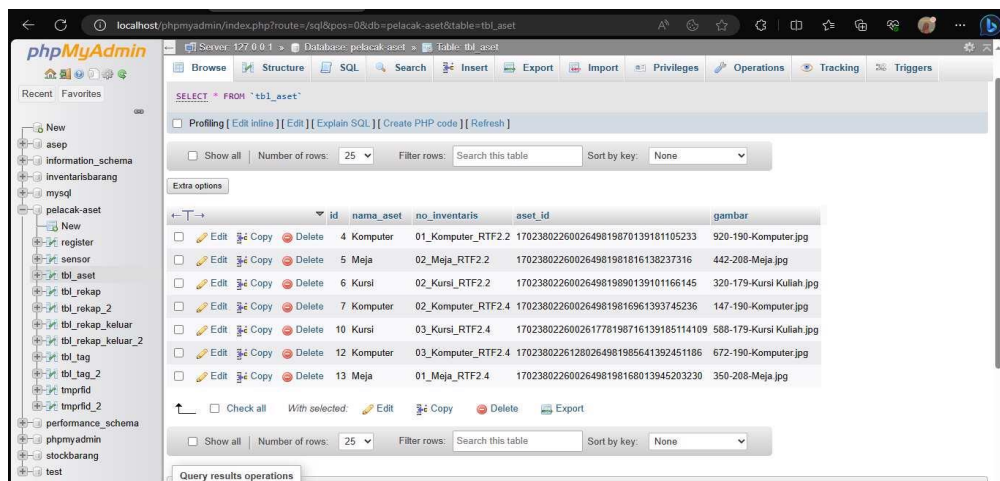 localhost/phpmyadmin/index.php?route=/sql&pos=0&db=pelacak-aset&table=tbl_aset
phpMyAdmin
Recent Favorites
New
asep
information_schema
inventarisbarang
mysql
pelacak-aset
New
register
sensor
tbl_aset
tbl_rekap
tbl_rekap_2
tbl_rekap_keluar
tbl_rekap_keluar_2
tbl_tag
tbl_tag_2
tmprfid
tmprfid_2
performance_schema
phpmyadmin
stockbarang
test
Server: 127.0.0.1 » Database: pelacak-aset » Table: tbl_aset
Browse Structure SQL Search Insert Export Import Privileges Operations Tracking Triggers
SELECT * FROM `tbl_aset`
Profiling [ Edit inline ] [ Edit ] [ Explain SQL ] [ Create PHP code ] [ Refresh ]
Show all | Number of rows: 25 Filter rows: Search this table Sort by key: None
Extra options
←T→ id nama_aset no_inventaris aset_id gambar
Edit Copy Delete 4 Komputer 01_Komputer_RTF2.2 17023802260026498198701391811052​33 920-190-Komputer.jpg
Edit Copy Delete 5 Meja 02_Meja_RTF2.2 1702380226002649819818161382​37316 442-208-Meja.jpg
Edit Copy Delete 6 Kursi 02_Kursi_RTF2.2 170238022600264981989013910116​6145 320-179-Kursi Kuliah.jpg
Edit Copy Delete 7 Komputer 02_Komputer_RTF2.4 1702380226002649819816961393745236 147-190-Komputer.jpg
Edit Copy Delete 10 Kursi 03_Kursi_RTF2.4 170238022600261778198716139185114109 588-179-Kursi Kuliah.jpg
Edit Copy Delete 12 Komputer 03_Komputer_RTF2.4 1702380226128026498198564139245​1186 672-190-Komputer.jpg
Edit Copy Delete 13 Meja 01_Meja_RTF2.4 17023802260026498198168013945203230 350-208-Meja.jpg
Check all With selected: Edit Copy Delete Export
Show all | Number of rows: 25 Filter rows: Search this table Sort by key: None
Query results operations